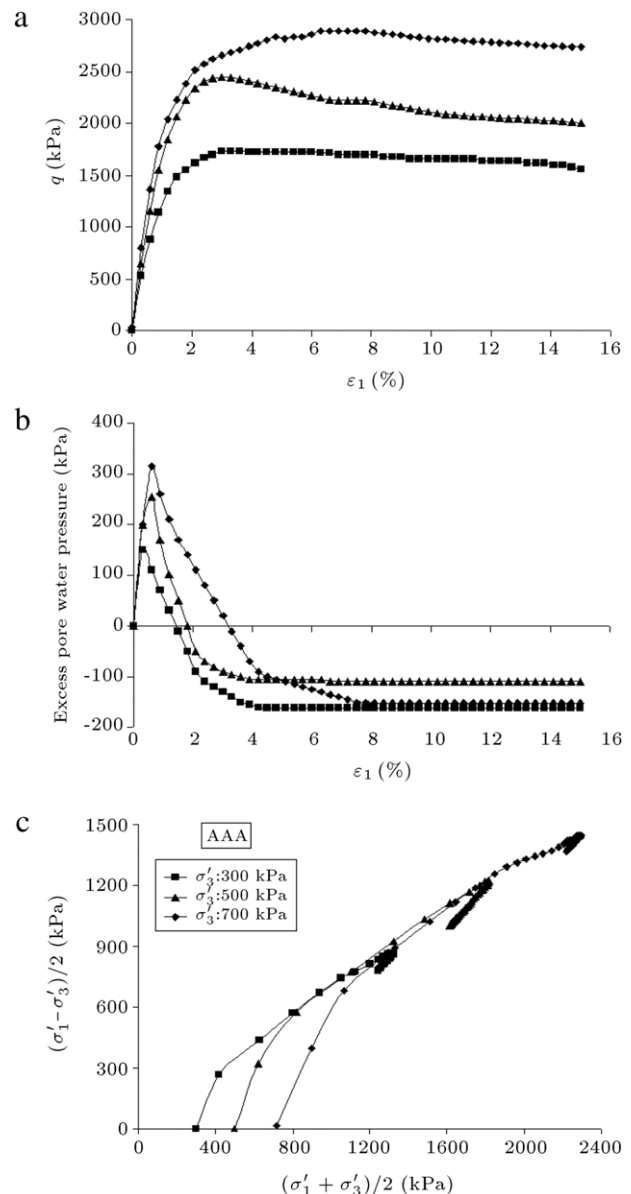 a
3000
2500
2000
1500
1000
500
0
q (kPa)
0 2 4 6 8 10 12 14 16
ε₁ (%)
b
400
300
200
100
0
-100
-200
Excess pore water pressure (kPa)
0 2 4 6 8 10 12 14 16
ε₁ (%)
c
1500
1200
900
600
300
0
(σ′₁–σ′₃)/2 (kPa)
AAA
σ′₃:300 kPa
σ′₃:500 kPa
σ′₃:700 kPa
0 400 800 1200 1600 2000 2400
(σ′₁ + σ′₃)/2 (kPa)